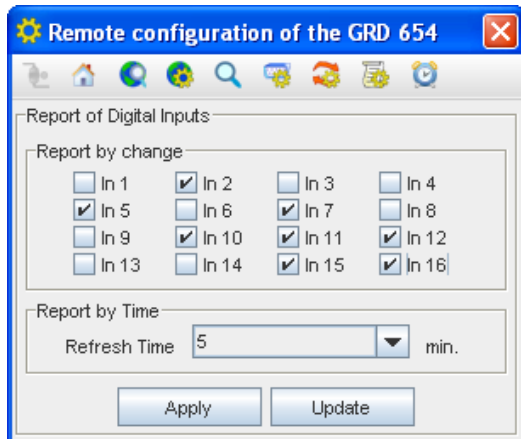 Remote configuration of the GRD 654
Report of Digital Inputs
Report by change
In 1 In 2 In 3 In 4
In 5 In 6 In 7 In 8
In 9 In 10 In 11 In 12
In 13 In 14 In 15 In 16
Report by Time
Refresh Time 5 min.
Apply Update